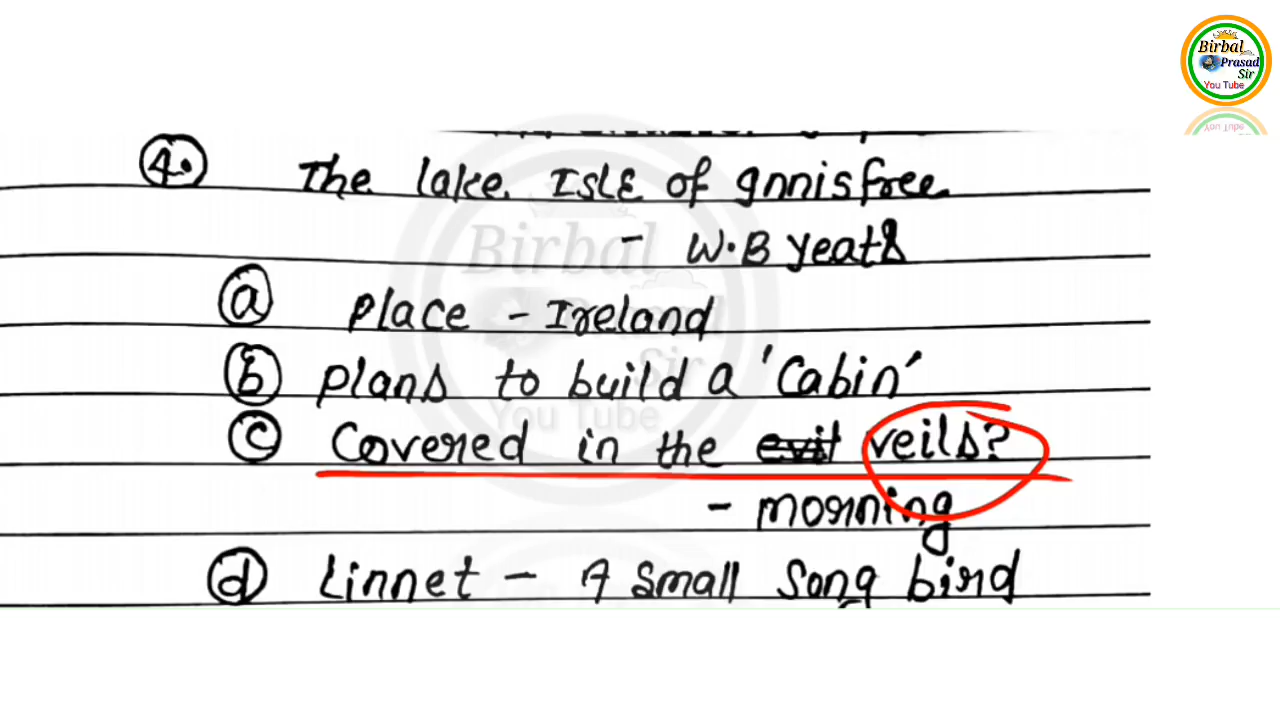 Birbal
Prasad
Sir
You Tube
4. The lake Isle of Innisfree
- W.B yeats
a place - Ireland
b plans to build a 'Cabin'
c Covered in the evil veils?
- morning
d Linnet - A small song bird